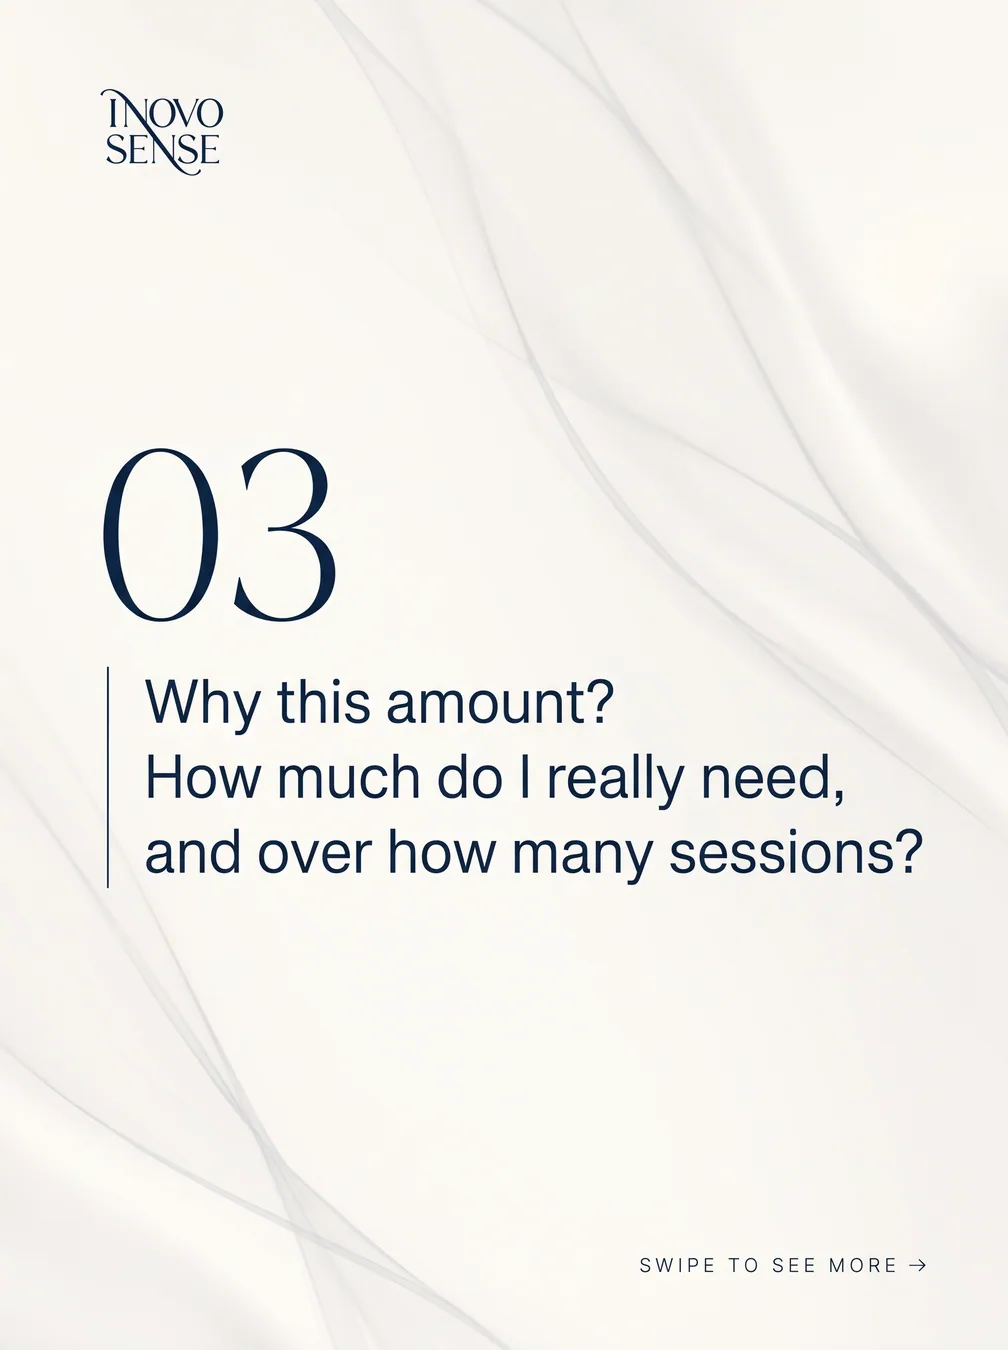 INOVO
SENSE
03
Why this amount?
How much do I really need,
and over how many sessions?
SWIPE TO SEE MORE →